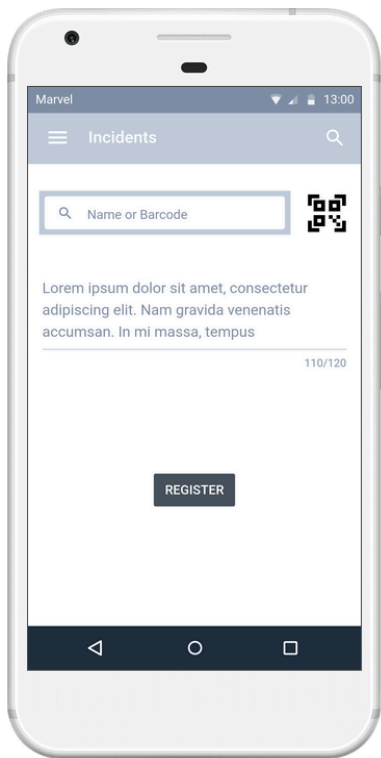 Marvel
13:00
Incidents
Name or Barcode
Lorem ipsum dolor sit amet, consectetur
adipiscing elit. Nam gravida venenatis
accumsan. In mi massa, tempus
110/120
REGISTER